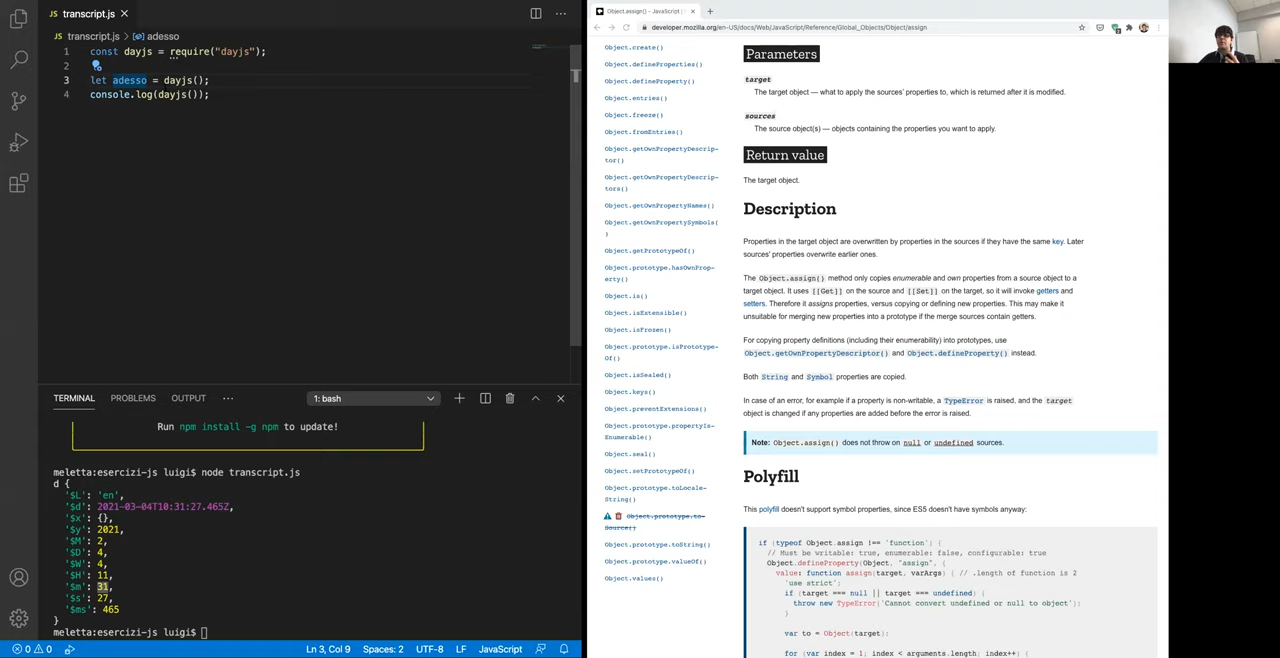 transcript.js
transcript.js > adesso
1 const dayjs = require("dayjs");
2
3 let adesso = dayjs();
4 console.log(dayjs());
TERMINAL PROBLEMS OUTPUT ··· 1: bash
Run npm install -g npm to update!
meletta:esercizi-js luigi$ node transcript.js
d {
'$L': 'en',
'$d': 2021-03-04T10:31:27.465Z,
'$x': {},
'$y': 2021,
'$M': 2,
'$D': 4,
'$W': 4,
'$H': 11,
'$m': 31,
'$s': 27,
'$ms': 465
}
meletta:esercizi-js luigi$
0 0 Ln 3, Col 9 Spaces: 2 UTF-8 LF JavaScript
Object.assign() - JavaScript
developer.mozilla.org/en-US/docs/Web/JavaScript/Reference/Global_Objects/Object/assign
Object.create()
Object.defineProperties()
Object.defineProperty()
Object.entries()
Object.freeze()
Object.fromEntries()
Object.getOwnPropertyDescrip-
tor()
Object.getOwnPropertyDescrip-
tors()
Object.getOwnPropertyNames()
Object.getOwnPropertySymbols(
)
Object.getPrototypeOf()
Object.prototype.hasOwnProp-
erty()
Object.is()
Object.isExtensible()
Object.isFrozen()
Object.prototype.isPrototype-
Of()
Object.isSealed()
Object.keys()
Object.preventExtensions()
Object.prototype.propertyIs-
Enumerable()
Object.seal()
Object.setPrototypeOf()
Object.prototype.toLocale-
String()
Object.prototype.to-
Source()
Object.prototype.toString()
Object.prototype.valueOf()
Object.values()
Parameters
target
The target object — what to apply the sources' properties to, which is returned after it is modified.
sources
The source object(s) — objects containing the properties you want to apply.
Return value
The target object.
Description
Properties in the target object are overwritten by properties in the sources if they have the same key. Later
sources' properties overwrite earlier ones.
The Object.assign() method only copies enumerable and own properties from a source object to a
target object. It uses [[Get]] on the source and [[Set]] on the target, so it will invoke getters and
setters. Therefore it assigns properties, versus copying or defining new properties. This may make it
unsuitable for merging new properties into a prototype if the merge sources contain getters.
For copying property definitions (including their enumerability) into prototypes, use
Object.getOwnPropertyDescriptor() and Object.defineProperty() instead.
Both String and Symbol properties are copied.
In case of an error, for example if a property is non-writable, a TypeError is raised, and the target
object is changed if any properties are added before the error is raised.
Note: Object.assign() does not throw on null or undefined sources.
Polyfill
This polyfill doesn't support symbol properties, since ES5 doesn't have symbols anyway:
if (typeof Object.assign !== 'function') {
// Must be writable: true, enumerable: false, configurable: true
Object.defineProperty(Object, "assign", {
value: function assign(target, varArgs) { // .length of function is 2
'use strict';
if (target === null || target === undefined) {
throw new TypeError('Cannot convert undefined or null to object');
}
var to = Object(target);
for (var index = 1; index < arguments.length; index++) {